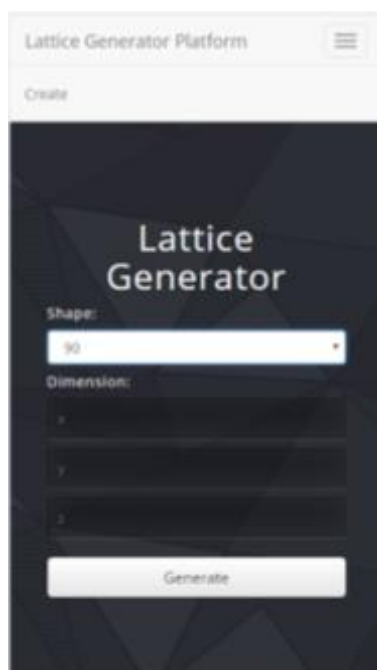 Lattice Generator Platform
Create
Lattice
Generator
Shape:
90
Dimension:
x
y
z
Generate